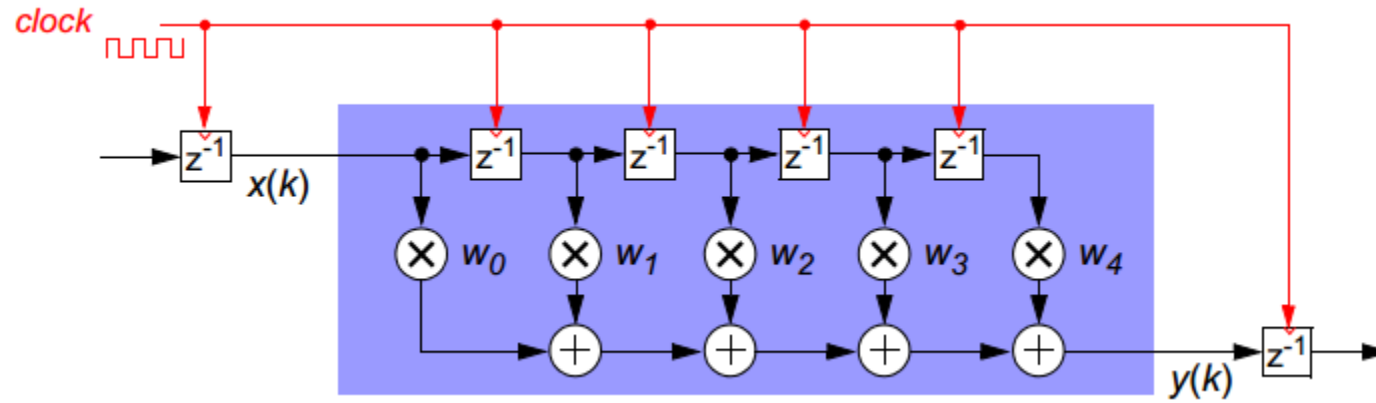 clock
z⁻¹ z⁻¹ z⁻¹ z⁻¹ z⁻¹
x(k)
w₀ w₁ w₂ w₃ w₄
z⁻¹
y(k)